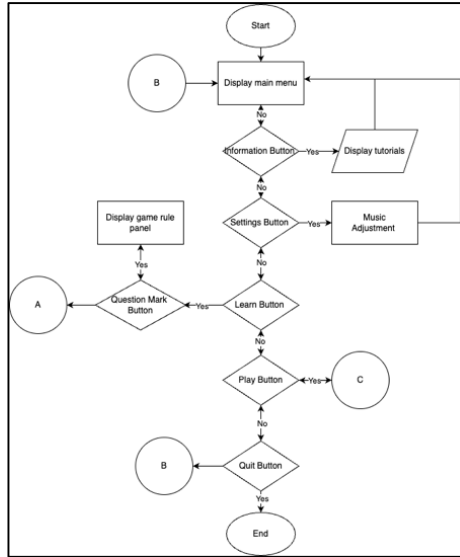 Start
B
Display main menu
No
Information Button
Yes
Display tutorials
No
Display game rule
panel
Settings Button
Yes
Music
Adjustment
Yes
No
A
Question Mark
Button
Yes
Learn Button
No
Play Button
Yes
C
No
B
Quit Button
Yes
End